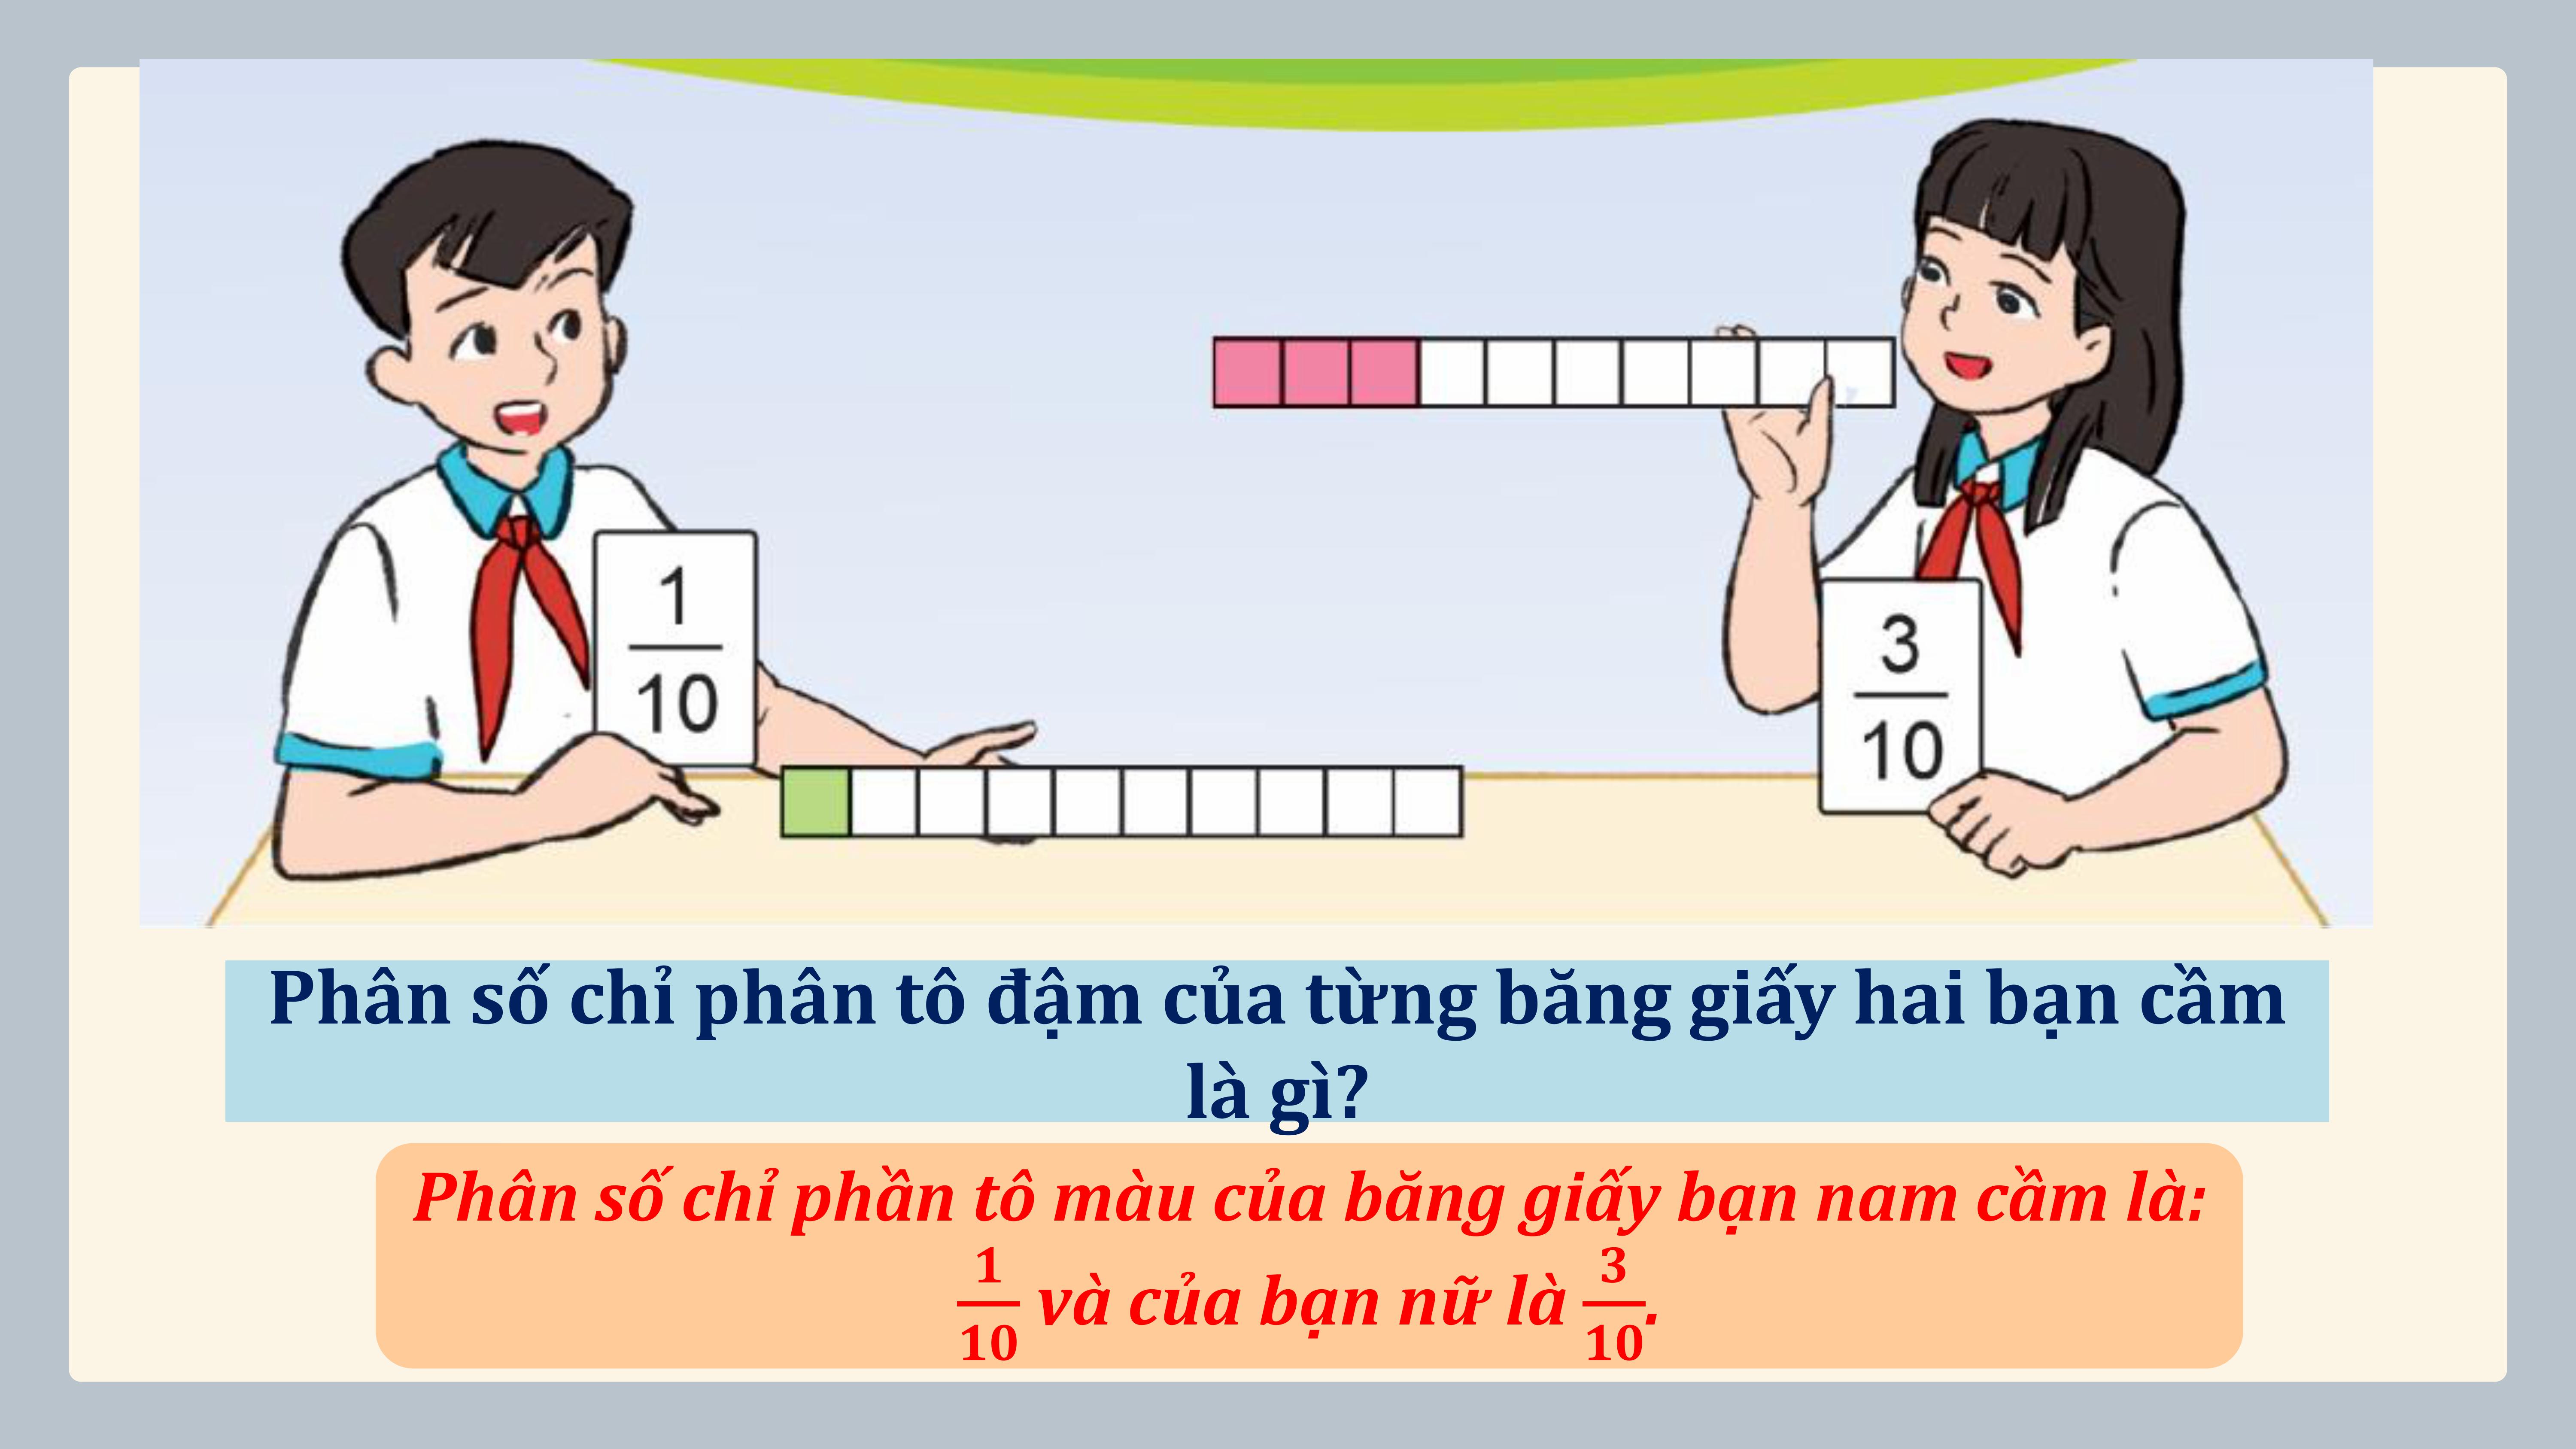 1
10
3
10
Phân số chỉ phân tô đậm của từng băng giấy hai bạn cầm
là gì?
Phân số chỉ phần tô màu của băng giấy bạn nam cầm là:
1/10 và của bạn nữ là 3/10.